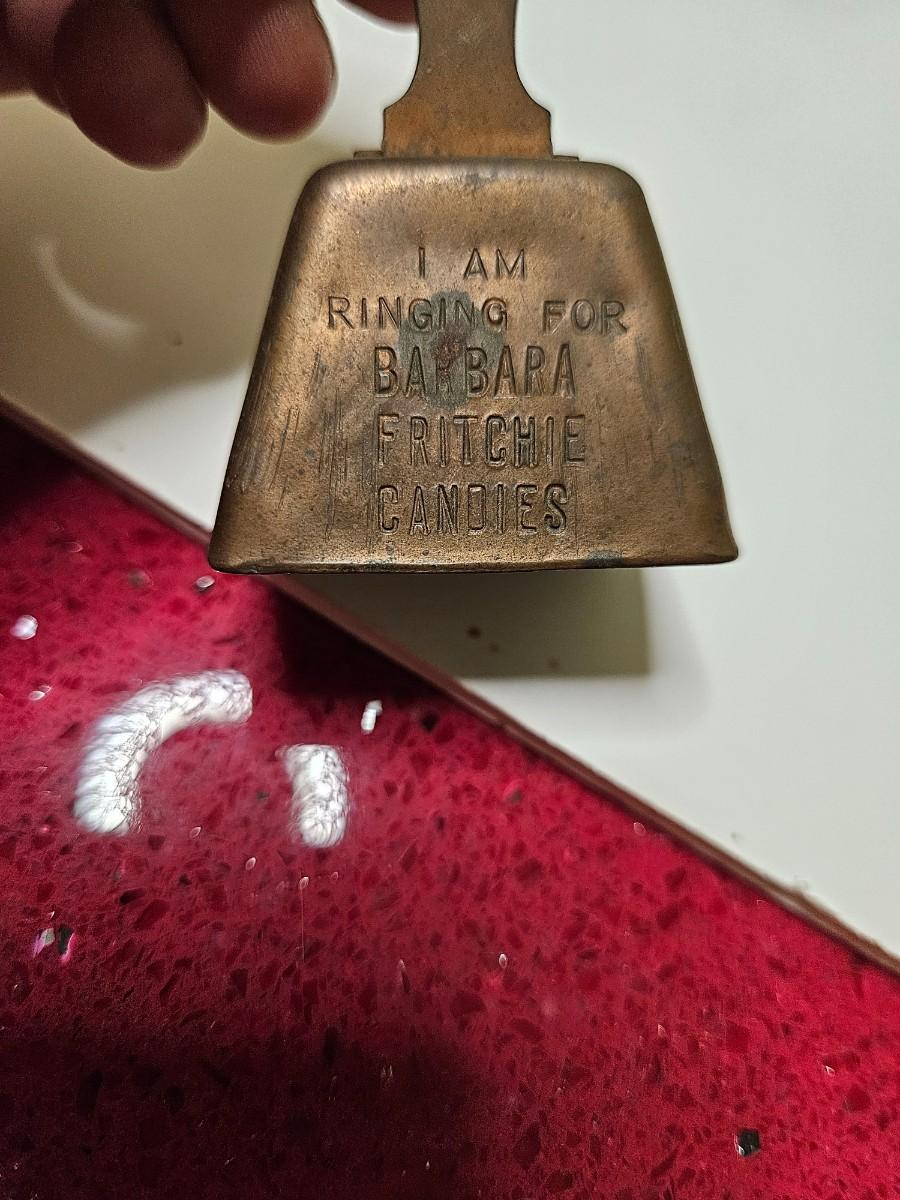 I AM
RINGING FOR
BARBARA
FRITCHIE
CANDIES